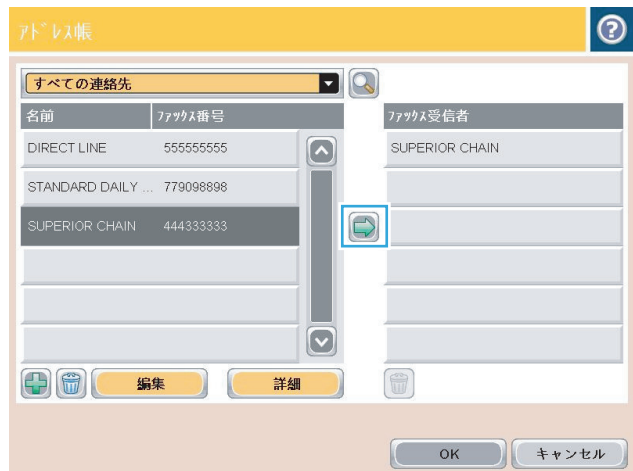 ｱﾄﾞﾚｽ帳
?
すべての連絡先
名前 ﾌｧｯｸｽ番号
DIRECT LINE 555555555
STANDARD DAILY ... 779098898
SUPERIOR CHAIN 444333333
編集 詳細
ﾌｧｯｸｽ受信者
SUPERIOR CHAIN
OK キャンセル